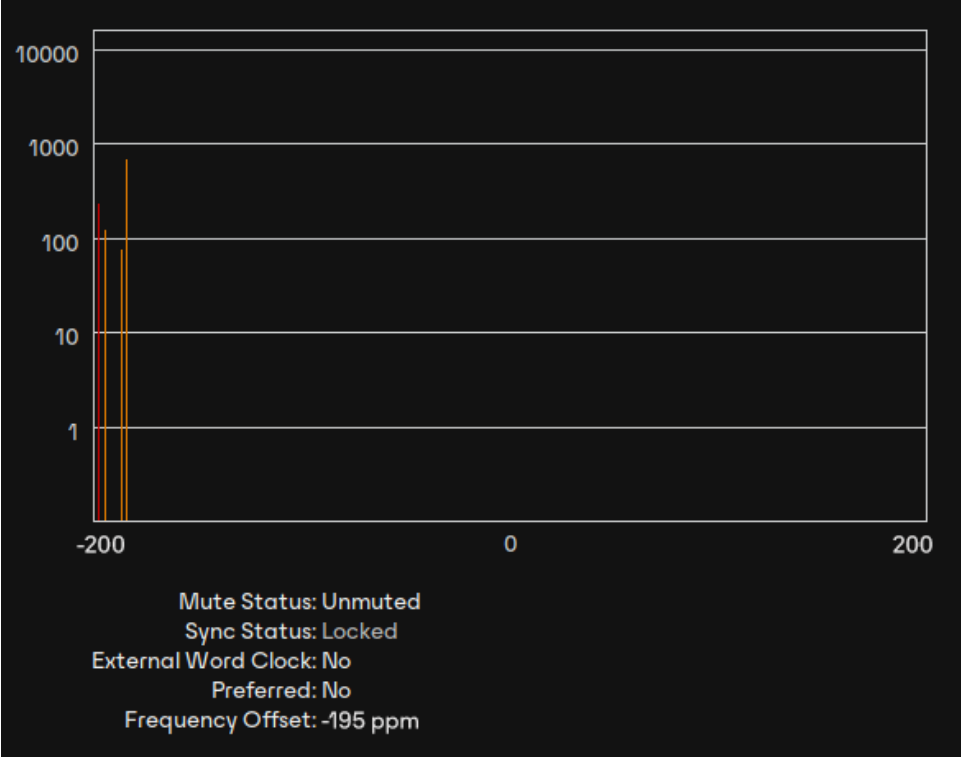 10000
1000
100
10
1
-200 0 200
Mute Status: Unmuted
Sync Status: Locked
External Word Clock: No
Preferred: No
Frequency Offset: -195 ppm